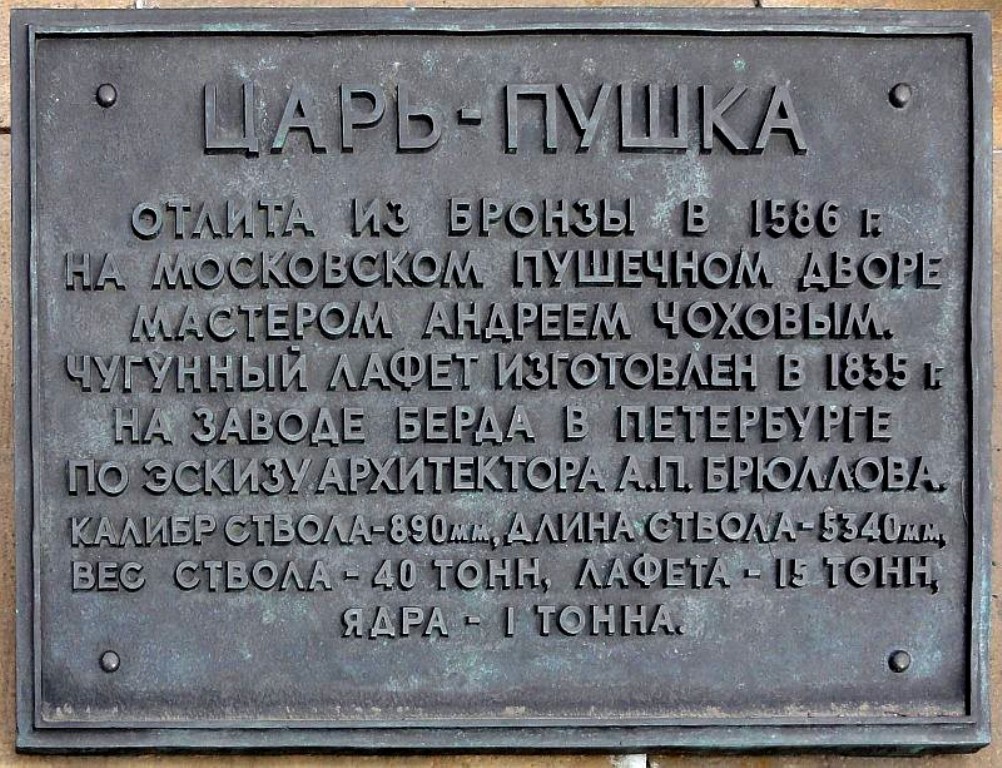 ЦАРЬ-ПУШКА
ОТЛИТА ИЗ БРОНЗЫ В 1586 г.
НА МОСКОВСКОМ ПУШЕЧНОМ ДВОРЕ
МАСТЕРОМ АНДРЕЕМ ЧОХОВЫМ.
ЧУГУННЫЙ ЛАФЕТ ИЗГОТОВЛЕН В 1835 г.
НА ЗАВОДЕ БЕРДА В ПЕТЕРБУРГЕ
ПО ЭСКИЗУ АРХИТЕКТОРА А.П. БРЮЛЛОВА.
КАЛИБР СТВОЛА-890мм, ДЛИНА СТВОЛА-5340мм,
ВЕС СТВОЛА - 40 ТОНН, ЛАФЕТА - 15 ТОНН,
ЯДРА - 1 ТОННА.